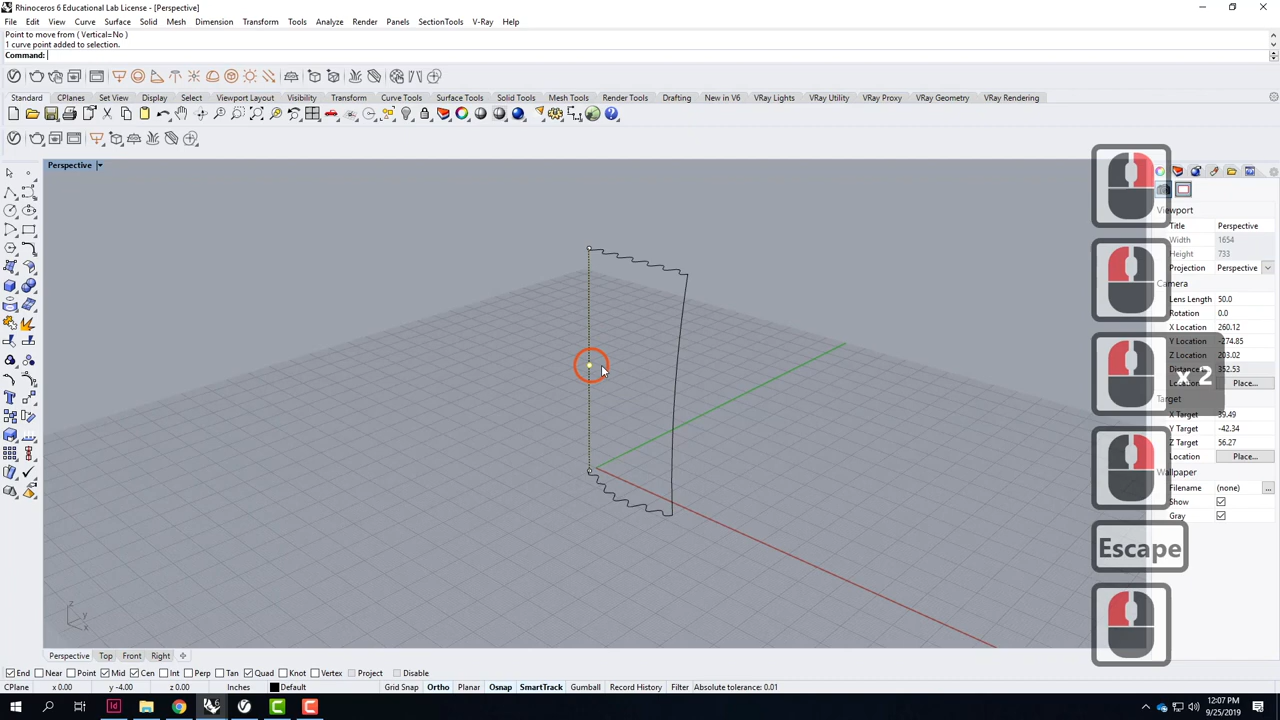 Rhinoceros 6 Educational Lab License - [Perspective]
File Edit View Curve Surface Solid Mesh Dimension Transform Tools Analyze Render Panels SectionTools V-Ray Help
Point to move from ( Vertical=No )
1 curve point added to selection.
Command:
Standard CPlanes Set View Display Select Viewport Layout Visibility Transform Curve Tools Surface Tools Solid Tools Mesh Tools Render Tools Drafting New in V6 VRay Lights VRay Utility VRay Proxy VRay Geometry VRay Rendering
Perspective
Viewport
Title Perspective
Width 1654
Height 733
Projection Perspective
Camera
Lens Length 50.0
Rotation 0.0
X Location 260.12
Y Location -274.85
Z Location 203.02
Distance 352.53
x 2
Location Place...
Target
X Target 39.49
Y Target -42.34
Z Target 56.27
Location Place...
Wallpaper
Filename (none) ...
Show
Gray
Escape
z
y
x
Perspective Top Front Right
End Near Point Mid Cen Int Perp Tan Quad Knot Vertex Project Disable
CPlane x 0.00 y -4.00 z 0.00 Inches Default Grid Snap Ortho Planar Osnap SmartTrack Gumball Record History Filter Absolute tolerance: 0.01
12:07 PM
9/25/2019